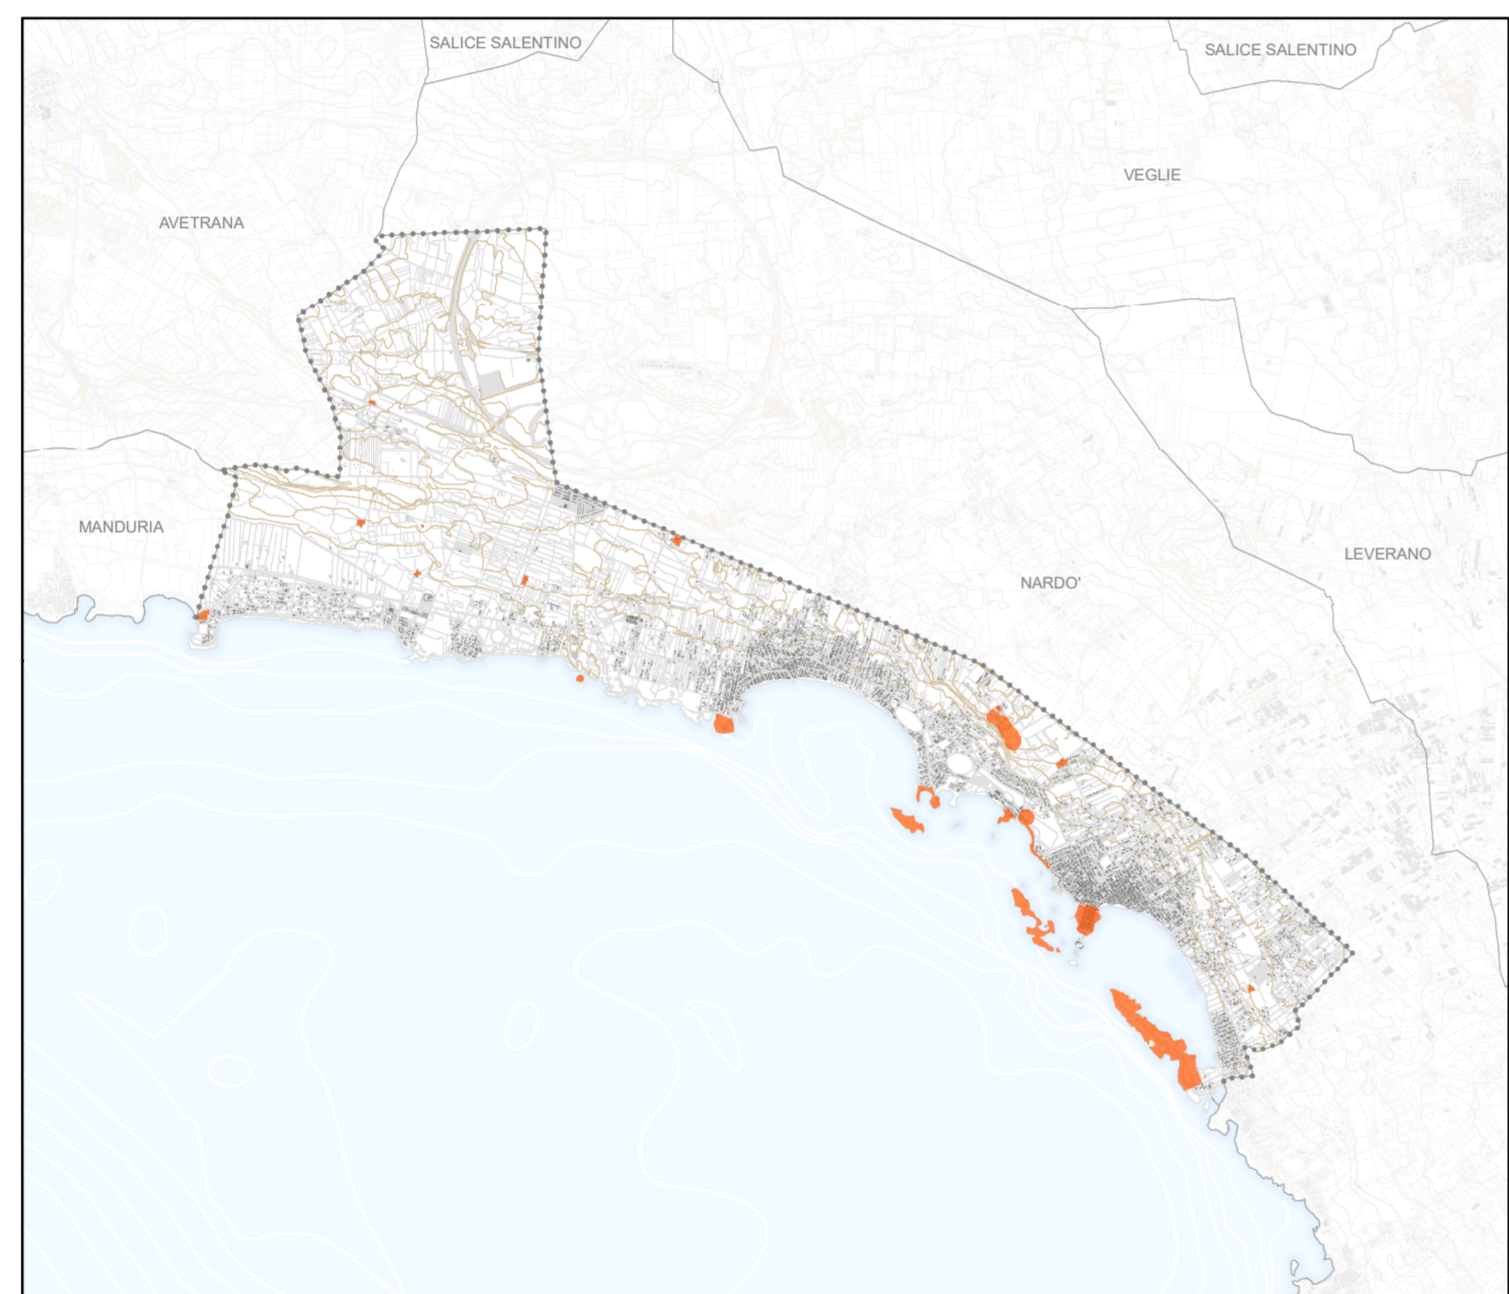 SALICE SALENTINO
SALICE SALENTINO
VEGLIE
AVETRANA
MANDURIA
LEVERANO
NARDO'